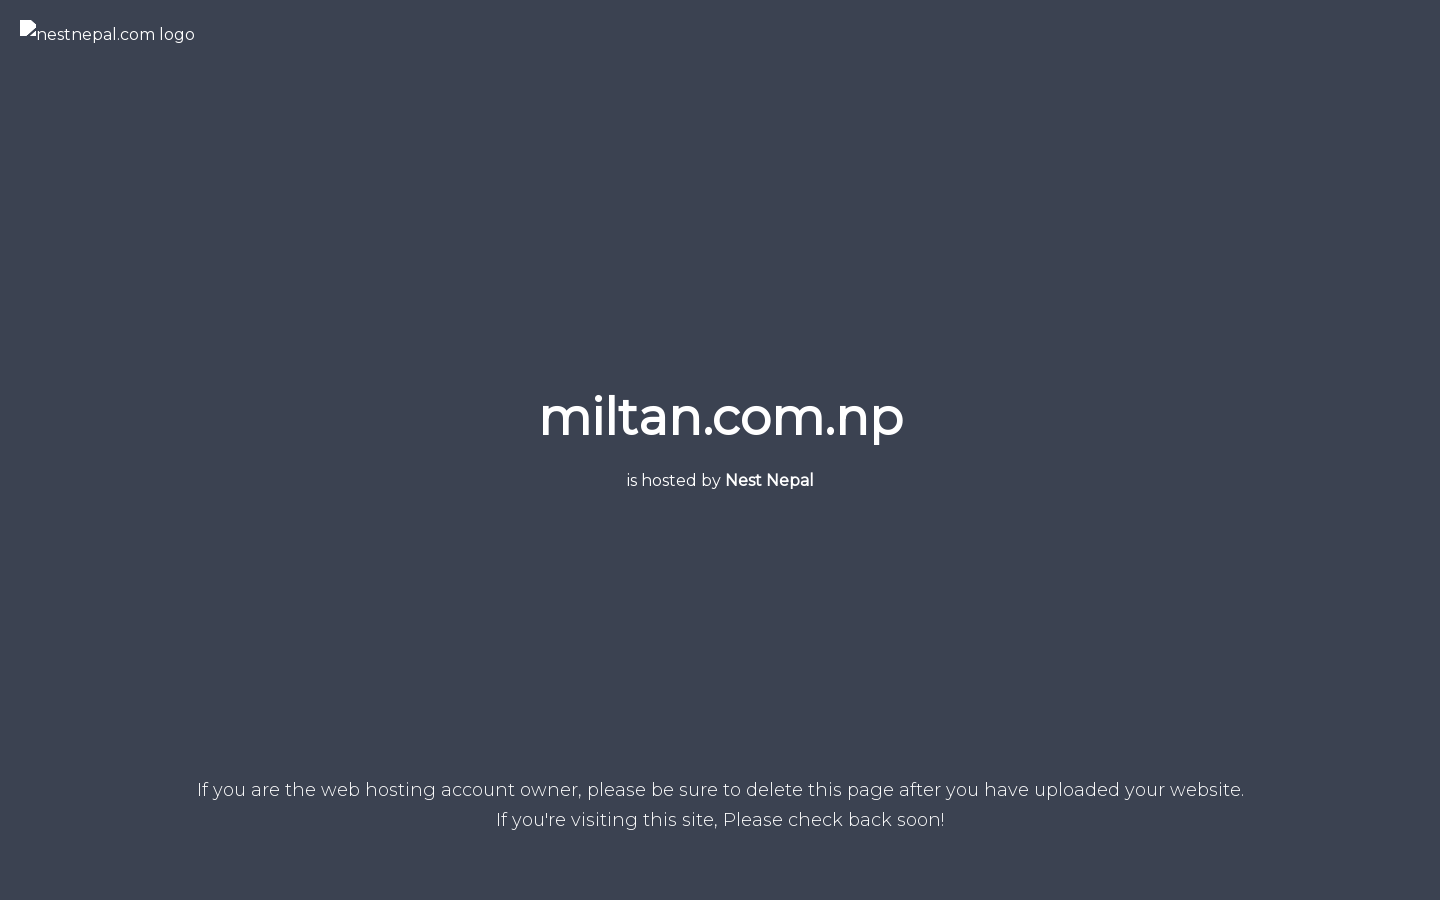 nestnepal.com logo
miltan.com.np
is hosted by Nest Nepal
If you are the web hosting account owner, please be sure to delete this page after you have uploaded your website.
If you're visiting this site, Please check back soon!